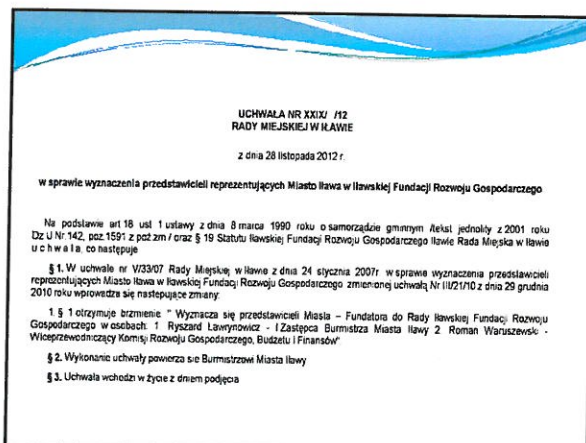 UCHWAŁA NR XXIX/ /12
RADY MIEJSKIEJ W IŁAWIE
z dnia 28 listopada 2012 r.
w sprawie wyznaczenia przedstawicieli reprezentujących Miasto Iława w Iławskiej Fundacji Rozwoju Gospodarczego
Na podstawie art 18 ust 1 ustawy z dnia 8 marca 1990 roku o samorządzie gminnym /tekst jednolity z 2001 roku
Dz U Nr 142, poz 1591 z poź zm / oraz § 19 Statutu Iławskiej Fundacji Rozwoju Gospodarczego Iławie Rada Miejska w Iławie
u c h w a l a, co następuje
§ 1. W uchwale nr V/33/07 Rady Miejskiej w Iławie z dnia 24 stycznia 2007r. w sprawie wyznaczenia przedstawicieli
reprezentujących Miasto Iława w Iławskiej Fundacji Rozwoju Gospodarczego zmienionej uchwałą Nr III/21/10 z dnia 29 grudnia
2010 roku wprowadza się następujące zmiany:
1. § 1 otrzymuje brzmienie " Wyznacza się przedstawicieli Miasta – Fundatora do Rady Iławskiej Fundacji Rozwoju
Gospodarczego w osobach: 1 Ryszard Ławrynowicz - I Zastępca Burmistrza Miasta Iławy 2 Roman Waruszewski -
Wiceprzewodniczący Komisji Rozwoju Gospodarczego, Budżetu i Finansów"
§ 2. Wykonanie uchwały powierza się Burmistrzowi Miasta Iławy
§ 3. Uchwała wchodzi w życie z dniem podjęcia